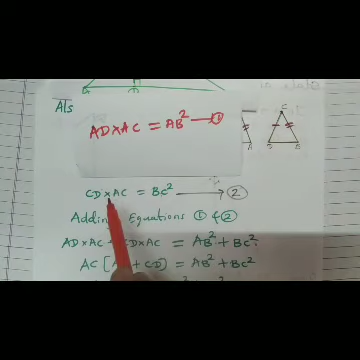 Als
AD×AC = AB² → ①
CD×AC = BC² → ②
Adding Equations ① & ②
AD×AC + CD×AC = AB² + BC²
AC [ + CD] = AB² + BC²